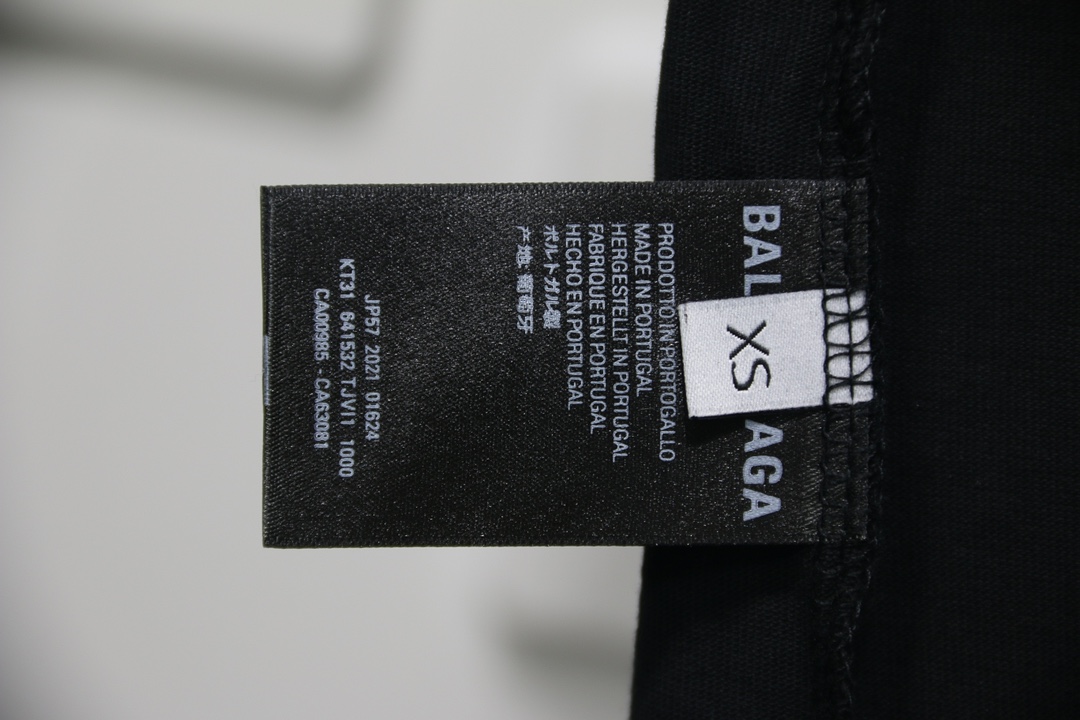 BAL AGA
XS
PRODOTTO IN PORTOGALLO
MADE IN PORTUGAL
HERGESTELLT IN PORTUGAL
FABRIQUE EN PORTUGAL
HECHO EN PORTUGAL
ポルトガル製
产地:葡萄牙
JP57 2021 01624
KT31 641532 TJVI1 1000
CA00985 - CA63081